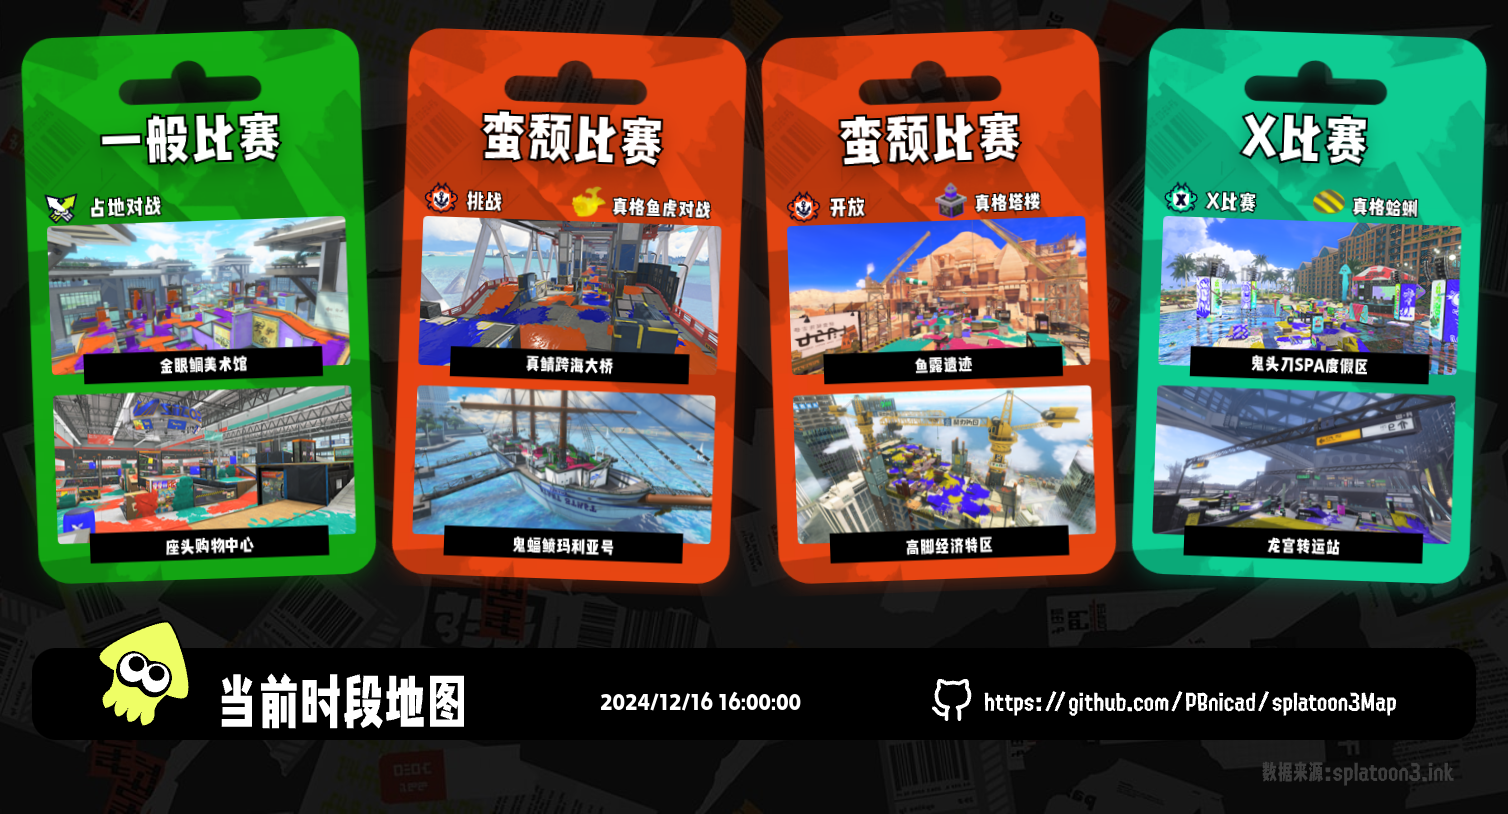 一般比赛
占地对战
金眼鲷美术馆
座头购物中心
蛮颓比赛
挑战
真格鱼虎对战
真鲭跨海大桥
鬼蝠鲼玛利亚号
蛮颓比赛
开放
真格塔楼
鱼露遗迹
高脚经济特区
X比赛
X比赛
真格蛤蜊
鬼头刀SPA度假区
龙宫转运站
当前时段地图
2024/12/16 16:00:00
https://github.com/PBnicad/splatoon3Map
数据来源:splatoon3.ink